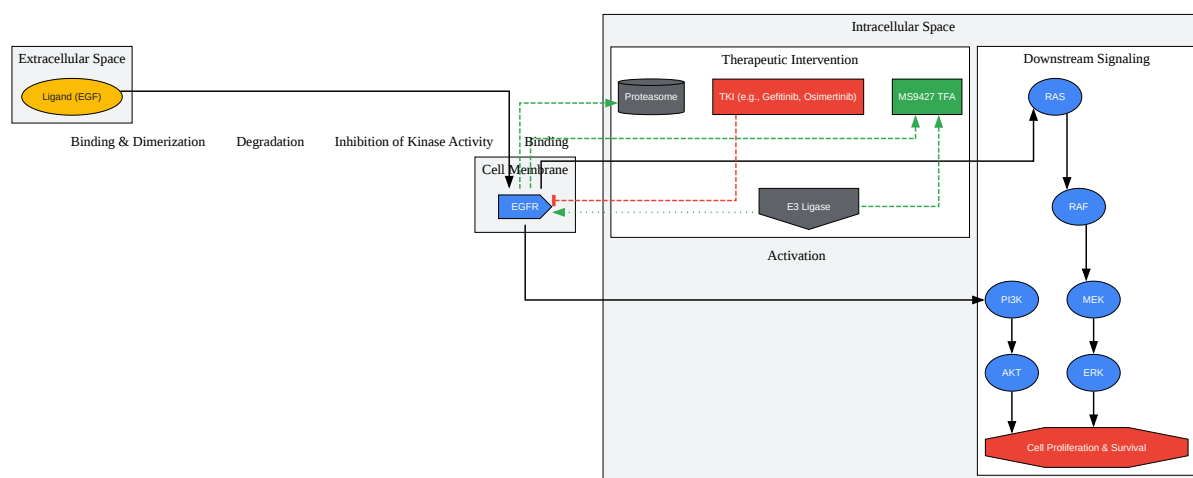 Intracellular Space
Extracellular Space
Ligand (EGF)
Therapeutic Intervention
Downstream Signaling
Proteasome
TKI (e.g., Gefitinib, Osimertinib)
MS9427 TFA
RAS
Binding & Dimerization
Degradation
Inhibition of Kinase Activity
Binding
Cell Membrane
EGFR
E3 Ligase
RAF
Activation
PI3K
MEK
AKT
ERK
Cell Proliferation & Survival